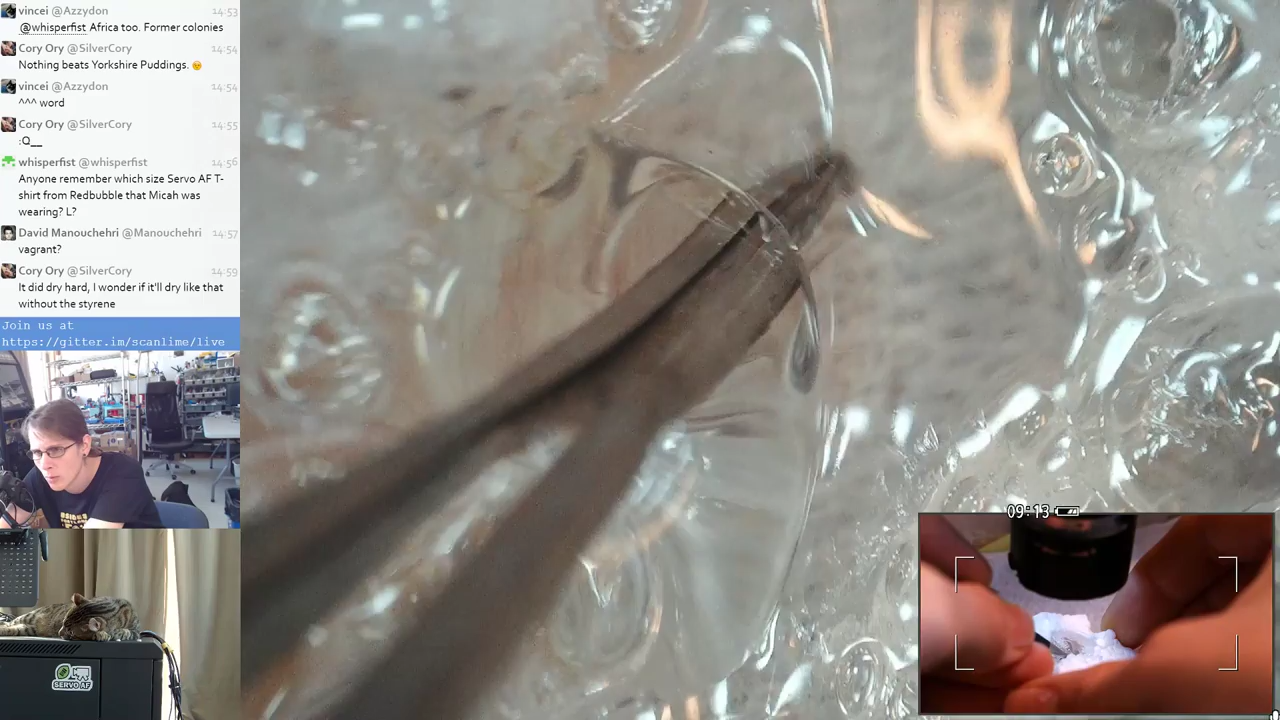 vincei @Azzydon 14:53
@whisperfist Africa too. Former colonies
Cory Ory @SilverCory 14:54
Nothing beats Yorkshire Puddings.
vincei @Azzydon 14:54
^^^ word
Cory Ory @SilverCory 14:55
:Q__
whisperfist @whisperfist 14:56
Anyone remember which size Servo AF T-
shirt from Redbubble that Micah was
wearing? L?
David Manouchehri @Manouchehri 14:57
vagrant?
Cory Ory @SilverCory 14:59
It did dry hard, I wonder if it'll dry like that
without the styrene
Join us at
https://gitter.im/scanlime/live
SERVO AF
09:13